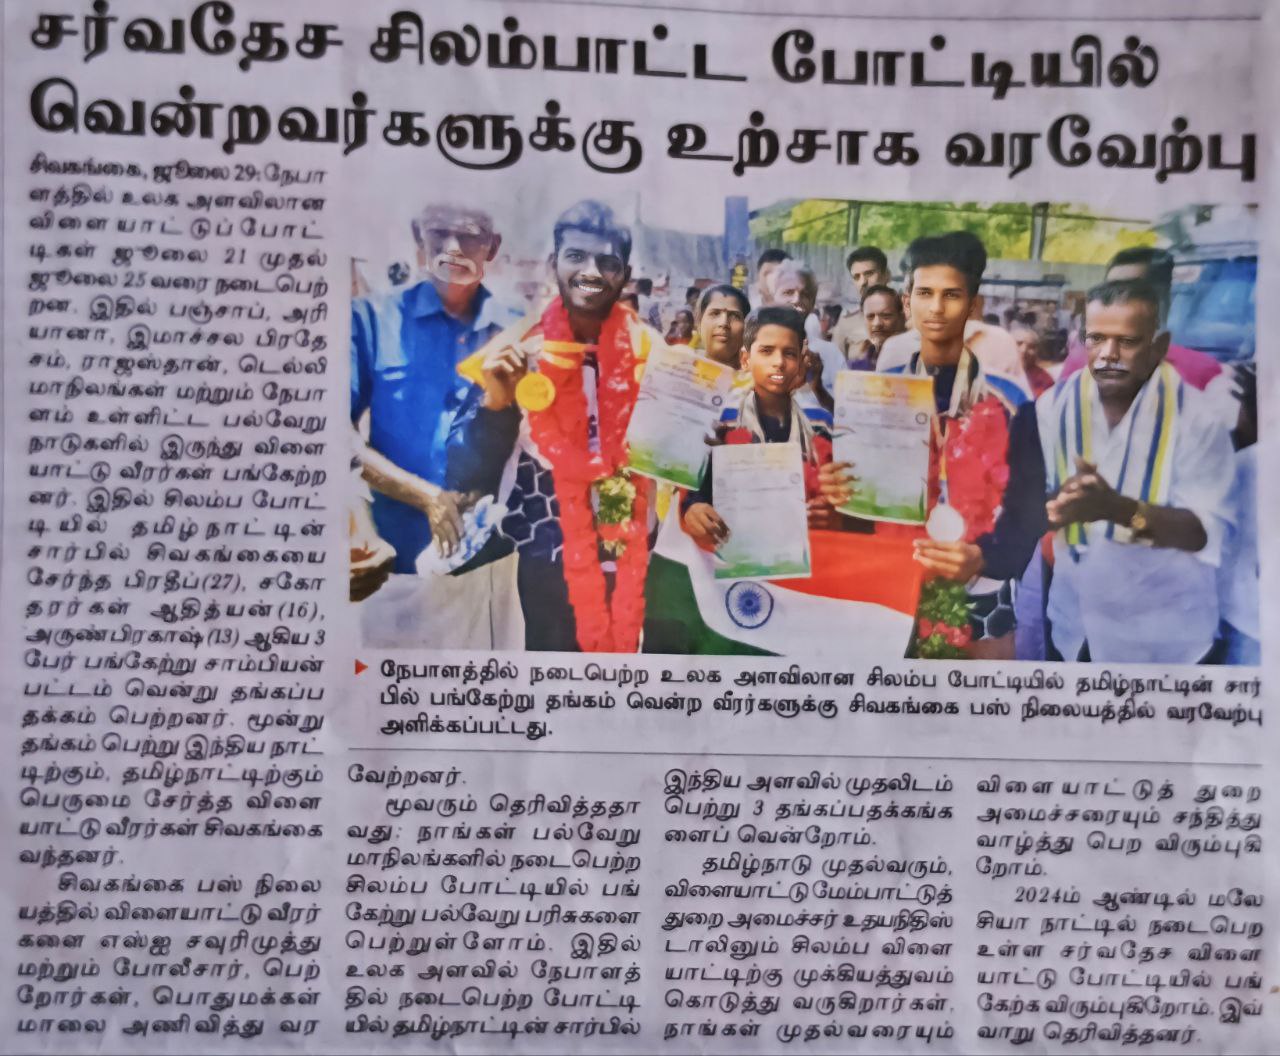 சர்வதேச சிலம்பாட்ட போட்டியில்
வென்றவர்களுக்கு உற்சாக வரவேற்பு
சிவகங்கை, ஜூலை 29: நேபா
ளத்தில் உலக அளவிலான
விளையாட்டுப்போட்
டிகள் ஜூலை 21 முதல்
ஜூலை 25 வரை நடைபெற்
றன. இதில் பஞ்சாப், அரி
யானா, இமாச்சல பிரதே
சம், ராஜஸ்தான், டெல்லி
மாநிலங்கள் மற்றும் நேபா
ளம் உள்ளிட்ட பல்வேறு
நாடுகளில் இருந்து விளை
யாட்டு வீரர்கள் பங்கேற்ற
னர். இதில் சிலம்ப போட்
டியில் தமிழ்நாட்டின்
சார்பில் சிவகங்கையை
சேர்ந்த பிரதீப்(27), சகோ
தரர்கள் ஆதித்யன்(16),
அருண்பிரகாஷ்(13) ஆகிய 3
பேர் பங்கேற்று சாம்பியன்
பட்டம் வென்று தங்கப்ப
தக்கம் பெற்றனர். மூன்று
தங்கம் பெற்று இந்திய நாட்
டிற்கும், தமிழ்நாட்டிற்கும்
பெருமை சேர்த்த விளை
யாட்டு வீரர்கள் சிவகங்கை
வந்தனர்.
சிவகங்கை பஸ் நிலை
யத்தில் விளையாட்டு வீரர்
களை எஸ்ஐ சவுரிமுத்து
மற்றும் போலீசார், பெற்
றோர்கள், பொதுமக்கள்
மாலை அணிவித்து வர
நேபாளத்தில் நடைபெற்ற உலக அளவிலான சிலம்ப போட்டியில் தமிழ்நாட்டின் சார்
பில் பங்கேற்று தங்கம் வென்ற வீரர்களுக்கு சிவகங்கை பஸ் நிலையத்தில் வரவேற்பு
அளிக்கப்பட்டது.
வேற்றனர்.
மூவரும் தெரிவித்ததா
வது: நாங்கள் பல்வேறு
மாநிலங்களில் நடைபெற்ற
சிலம்ப போட்டியில் பங்
கேற்று பல்வேறு பரிசுகளை
பெற்றுள்ளோம். இதில்
உலக அளவில் நேபாளத்
தில் நடைபெற்ற போட்டி
யில் தமிழ்நாட்டின் சார்பில்
இந்திய அளவில் முதலிடம்
பெற்று 3 தங்கப்பதக்கங்க
ளைப் வென்றோம்.
தமிழ்நாடு முதல்வரும்,
விளையாட்டு மேம்பாட்டுத்
துறை அமைச்சர் உதயநிதிஸ்
டாலினும் சிலம்ப விளை
யாட்டிற்கு முக்கியத்துவம்
கொடுத்து வருகிறார்கள்.
நாங்கள் முதல்வரையும்
விளையாட்டுத் துறை
அமைச்சரையும் சந்தித்து
வாழ்த்து பெற விரும்புகி
றோம்.
2024ம் ஆண்டில் மலே
சியா நாட்டில் நடைபெற
உள்ள சர்வதேச விளை
யாட்டு போட்டியில் பங்
கேற்க விரும்புகிறோம். இவ்
வாறு தெரிவித்தனர்.